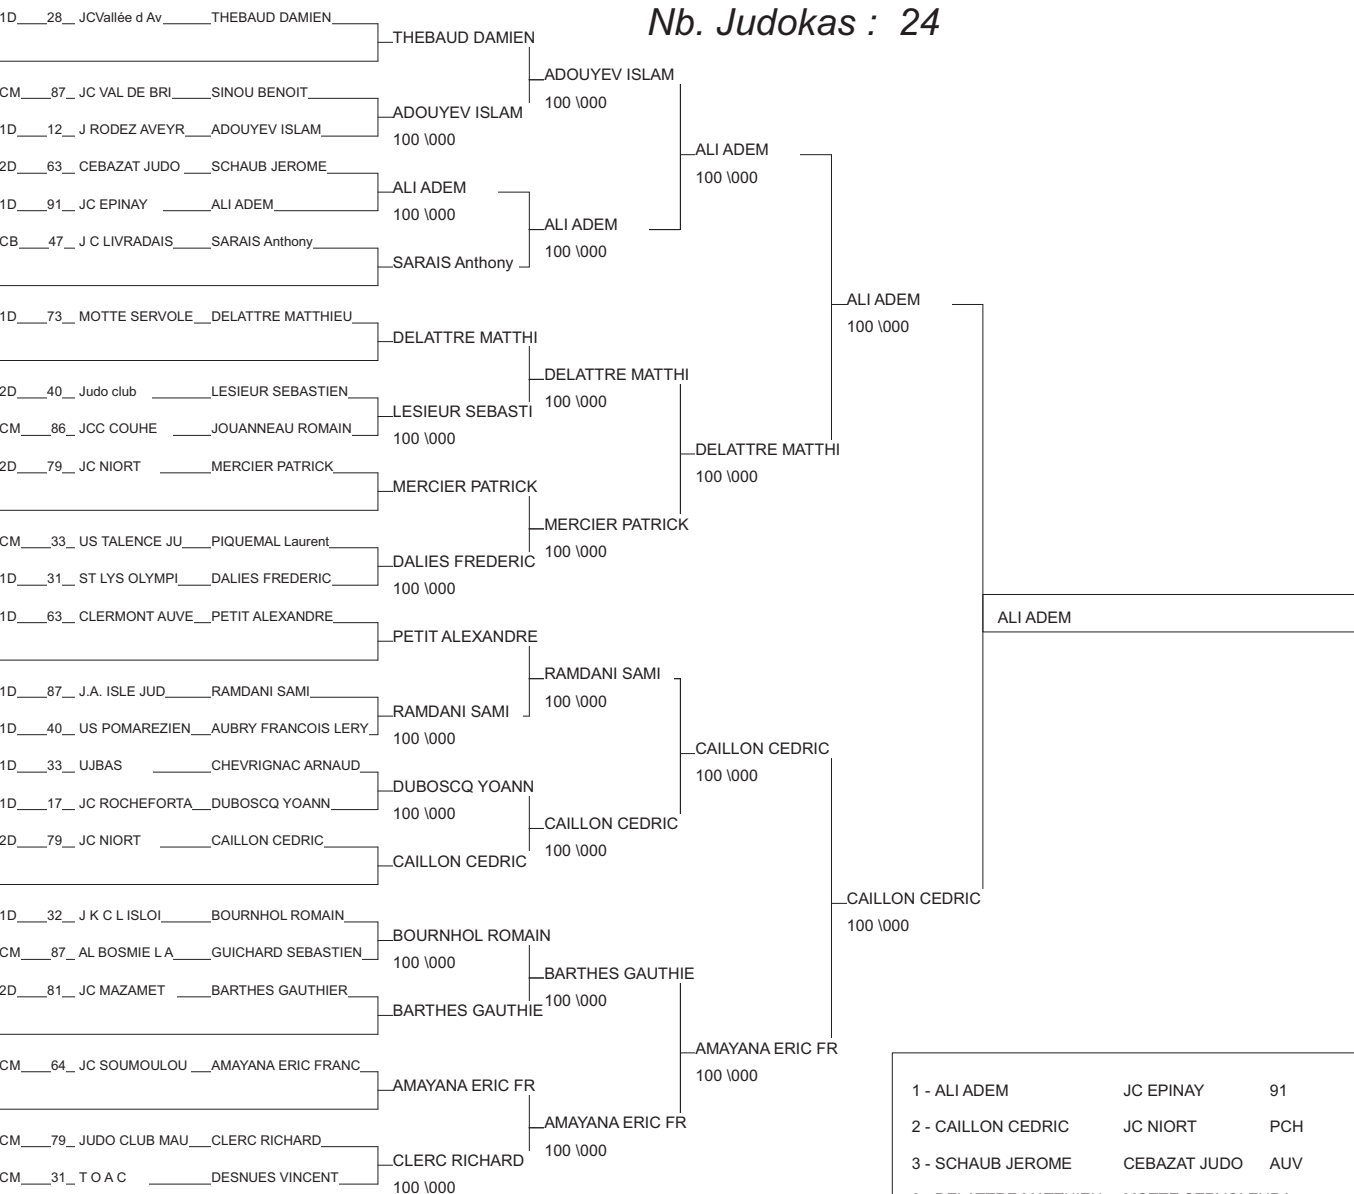 Nb. Judokas : 24
1D 28 JCVallée d Av THEBAUD DAMIEN
CM 87 JC VAL DE BRI SINOU BENOIT
1D 12 J RODEZ AVEYR ADOUYEV ISLAM
2D 63 CEBAZAT JUDO SCHAUB JEROME
1D 91 JC EPINAY ALI ADEM
CB 47 J C LIVRADAIS SARAIS Anthony
1D 73 MOTTE SERVOLE DELATTRE MATTHIEU
2D 40 Judo club LESIEUR SEBASTIEN
CM 86 JCC COUHE JOUANNEAU ROMAIN
2D 79 JC NIORT MERCIER PATRICK
CM 33 US TALENCE JU PIQUEMAL Laurent
1D 31 ST LYS OLYMPI DALIES FREDERIC
1D 63 CLERMONT AUVE PETIT ALEXANDRE
1D 87 J.A. ISLE JUD RAMDANI SAMI
1D 40 US POMAREZIEN AUBRY FRANCOIS LERY
1D 33 UJBAS CHEVRIGNAC ARNAUD
1D 17 JC ROCHEFORTA DUBOSCQ YOANN
2D 79 JC NIORT CAILLON CEDRIC
1D 32 J K C L ISLOI BOURNHOL ROMAIN
CM 87 AL BOSMIE L A GUICHARD SEBASTIEN
2D 81 JC MAZAMET BARTHES GAUTHIER
CM 64 JC SOUMOULOU AMAYANA ERIC FRANC
CM 79 JUDO CLUB MAU CLERC RICHARD
CM 31 T O A C DESNUES VINCENT
THEBAUD DAMIEN
ADOUYEV ISLAM
100 \000
ALI ADEM
100 \000
SARAIS Anthony
DELATTRE MATTHI
LESIEUR SEBASTI
100 \000
MERCIER PATRICK
DALIES FREDERIC
100 \000
PETIT ALEXANDRE
RAMDANI SAMI
100 \000
DUBOSCQ YOANN
100 \000
CAILLON CEDRIC
BOURNHOL ROMAIN
100 \000
BARTHES GAUTHIE
AMAYANA ERIC FR
CLERC RICHARD
100 \000
ADOUYEV ISLAM
100 \000
ALI ADEM
100 \000
DELATTRE MATTHI
100 \000
MERCIER PATRICK
100 \000
RAMDANI SAMI
100 \000
CAILLON CEDRIC
100 \000
BARTHES GAUTHIE
100 \000
AMAYANA ERIC FR
100 \000
ALI ADEM
100 \000
DELATTRE MATTHI
100 \000
CAILLON CEDRIC
100 \000
AMAYANA ERIC FR
100 \000
ALI ADEM
100 \000
CAILLON CEDRIC
100 \000
ALI ADEM
1 - ALI ADEM JC EPINAY 91
2 - CAILLON CEDRIC JC NIORT PCH
3 - SCHAUB JEROME CEBAZAT JUDO AUV